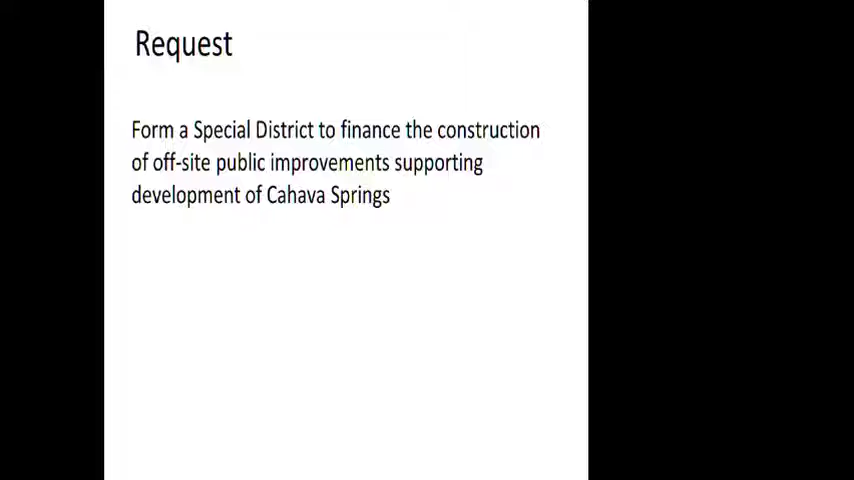 Request
Form a Special District to finance the construction
of off-site public improvements supporting
development of Cahava Springs